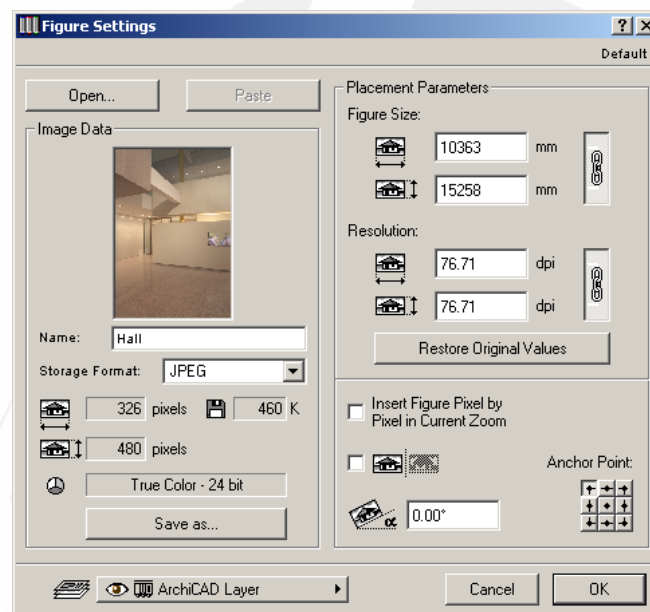 Figure Settings
Default
Open...
Paste
Image Data
Name: Hall
Storage Format: JPEG
326 pixels 460 K
480 pixels
True Color - 24 bit
Save as...
Placement Parameters
Figure Size:
10363 mm
15258 mm
Resolution:
76.71 dpi
76.71 dpi
Restore Original Values
Insert Figure Pixel by
Pixel in Current Zoom
Anchor Point:
α 0.00°
ArchiCAD Layer
Cancel
OK